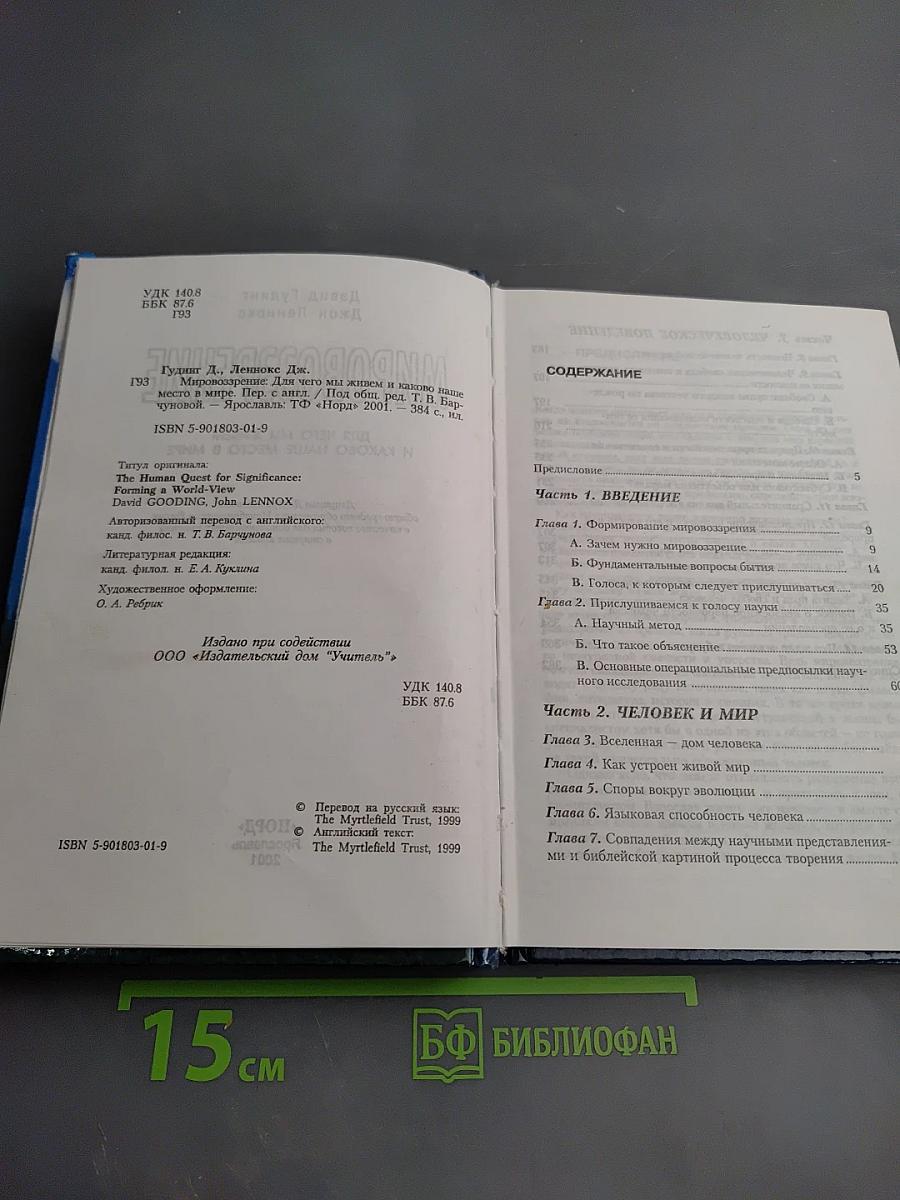 УДК 140.8
ББК 87.6
Г93
Гудинг Д., Леннокс Дж.
Г93 Мировоззрение: Для чего мы живем и каково наше
место в мире. Пер. с англ. / Под общ. ред. Т. В. Бар-
чуновой. — Ярославль: ТФ «Норд» 2001. — 384 с., ил.
ISBN 5-901803-01-9
Титул оригинала:
The Human Quest for Significance:
Forming a World-View
David GOODING, John LENNOX
Авторизованный перевод с английского:
канд. филос. н. Т. В. Барчунова
Литературная редакция:
канд. филол. н. Е. А. Куклина
Художественное оформление:
О. А. Ребрик
Издано при содействии
ООО «Издательский дом "Учитель"»
УДК 140.8
ББК 87.6
© Перевод на русский язык:
The Myrtlefield Trust, 1999
© Английский текст:
The Myrtlefield Trust, 1999
ISBN 5-901803-01-9
СОДЕРЖАНИЕ
Предисловие 5
Часть 1. ВВЕДЕНИЕ
Глава 1. Формирование мировоззрения 9
А. Зачем нужно мировоззрение 9
Б. Фундаментальные вопросы бытия 14
В. Голоса, к которым следует прислушиваться 20
Глава 2. Прислушиваемся к голосу науки 35
А. Научный метод 35
Б. Что такое объяснение 53
В. Основные операциональные предпосылки науч-
ного исследования 60
Часть 2. ЧЕЛОВЕК И МИР
Глава 3. Вселенная — дом человека
Глава 4. Как устроен живой мир
Глава 5. Споры вокруг эволюции
Глава 6. Языковая способность человека
Глава 7. Совпадения между научными представления-
ми и библейской картиной процесса творения
15 см
БФ БИБЛИОФАН